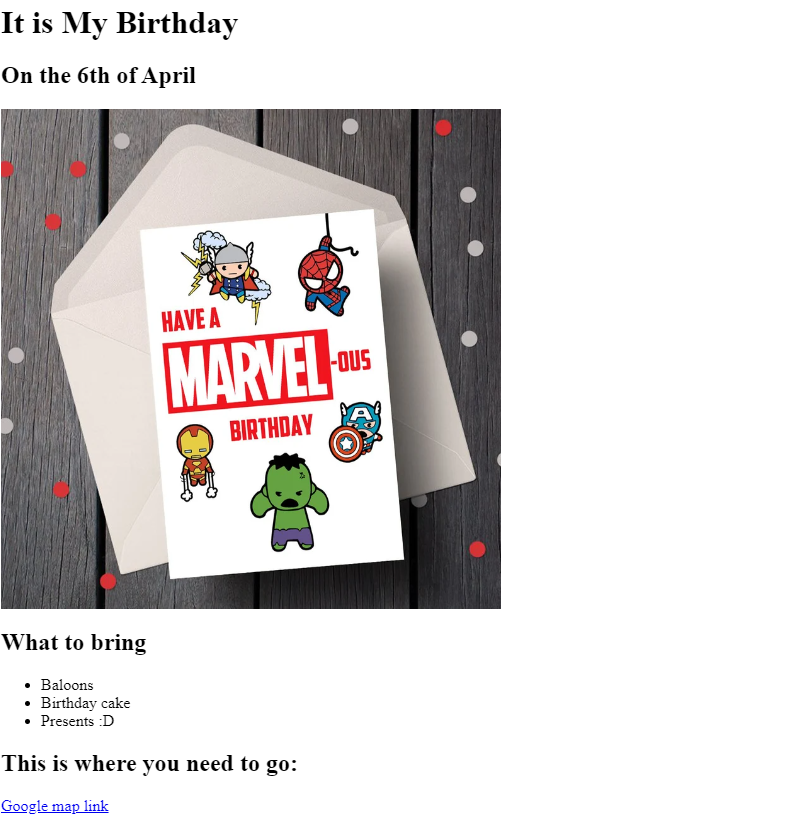 It is My Birthday
On the 6th of April
HAVE A
MARVEL-OUS
BIRTHDAY
What to bring
Baloons
Birthday cake
Presents :D
This is where you need to go:
Google map link